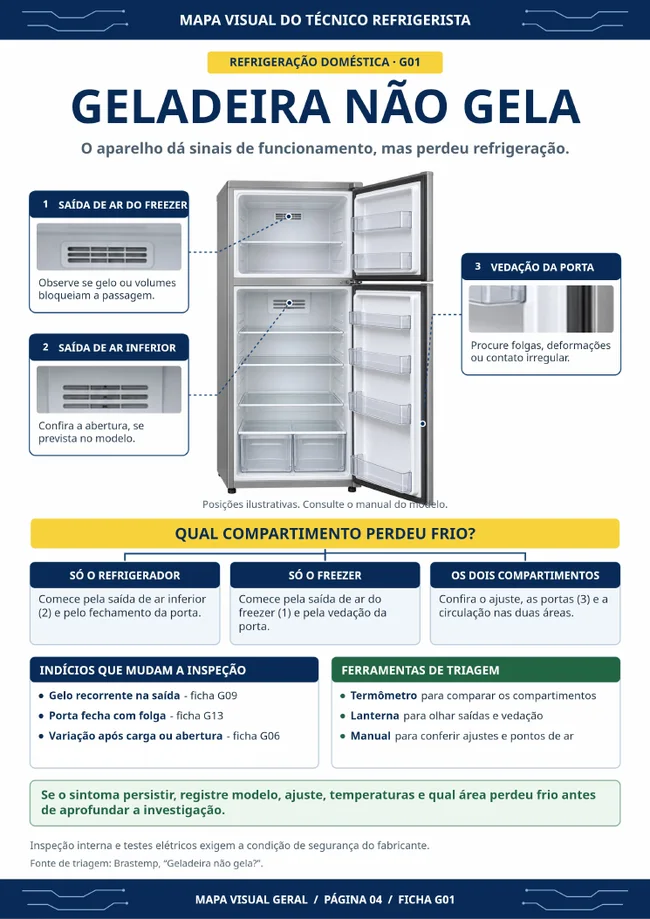 MAPA VISUAL DO TÉCNICO REFRIGERISTA
REFRIGERAÇÃO DOMÉSTICA · G01
GELADEIRA NÃO GELA
O aparelho dá sinais de funcionamento, mas perdeu refrigeração.
1 SAÍDA DE AR DO FREEZER
Observe se gelo ou volumes
bloqueiam a passagem.
2 SAÍDA DE AR INFERIOR
Confira a abertura, se
prevista no modelo.
3 VEDAÇÃO DA PORTA
Procure folgas, deformações
ou contato irregular.
Posições ilustrativas. Consulte o manual do modelo.
QUAL COMPARTIMENTO PERDEU FRIO?
SÓ O REFRIGERADOR
Comece pela saída de ar inferior
(2) e pelo fechamento da porta.
SÓ O FREEZER
Comece pela saída de ar do
freezer (1) e pela vedação da
porta.
OS DOIS COMPARTIMENTOS
Confira o ajuste, as portas (3) e a
circulação nas duas áreas.
INDÍCIOS QUE MUDAM A INSPEÇÃO
• Gelo recorrente na saída - ficha G09
• Porta fecha com folga - ficha G13
• Variação após carga ou abertura - ficha G06
FERRAMENTAS DE TRIAGEM
• Termômetro para comparar os compartimentos
• Lanterna para olhar saídas e vedação
• Manual para conferir ajustes e pontos de ar
Se o sintoma persistir, registre modelo, ajuste, temperaturas e qual área perdeu frio antes
de aprofundar a investigação.
Inspeção interna e testes elétricos exigem a condição de segurança do fabricante.
Fonte de triagem: Brastemp, “Geladeira não gela?”.
MAPA VISUAL GERAL / PÁGINA 04 / FICHA G01